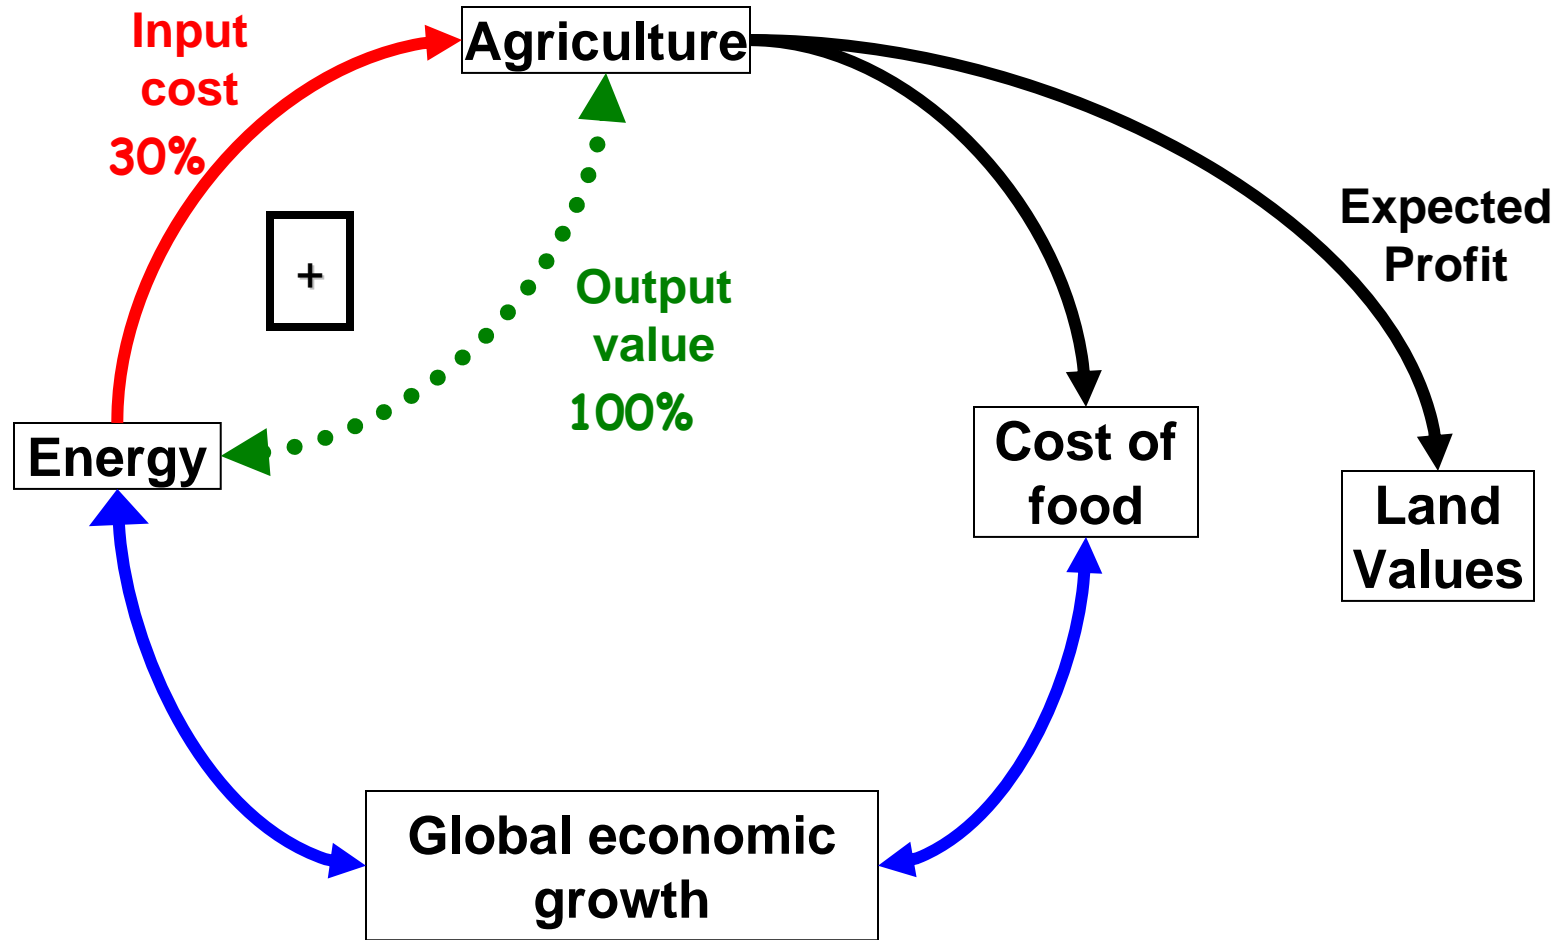 Input
cost
30%
Agriculture
+
Expected
Profit
Output
value
100%
Energy
Cost of
food
Land
Values
Global economic
growth